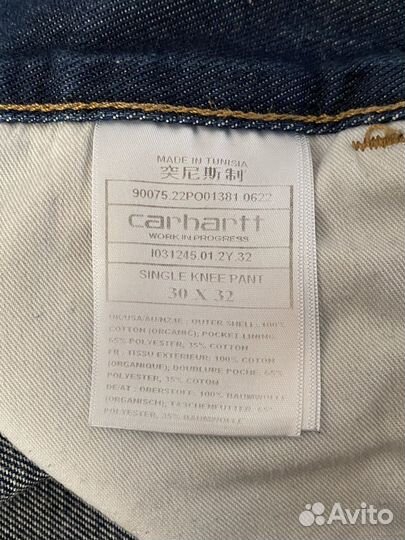 MADE IN TUNISIA
突尼斯制
90075.22PO01381 0622
carhartt
WORK IN PROGRESS
I031245.01.2Y.32
SINGLE KNEE PANT
30 X 32
UK/USA/AU/NZ/IE : OUTER SHELL : 100%
COTTON (ORGANIC), POCKET LINING :
65% POLYESTER, 35% COTTON
FR : TISSU EXTERIEUR: 100% COTON
(ORGANIQUE), DOUBLURE POCHE : 65%
POLYESTER, 35% COTON
DE/AT : OBERSTOFF: 100% BAUMWOLLE
(ORGANISCH), TASCHENFUTTER: 65%
POLYESTER, 35% BAUMWOLLE
Avito